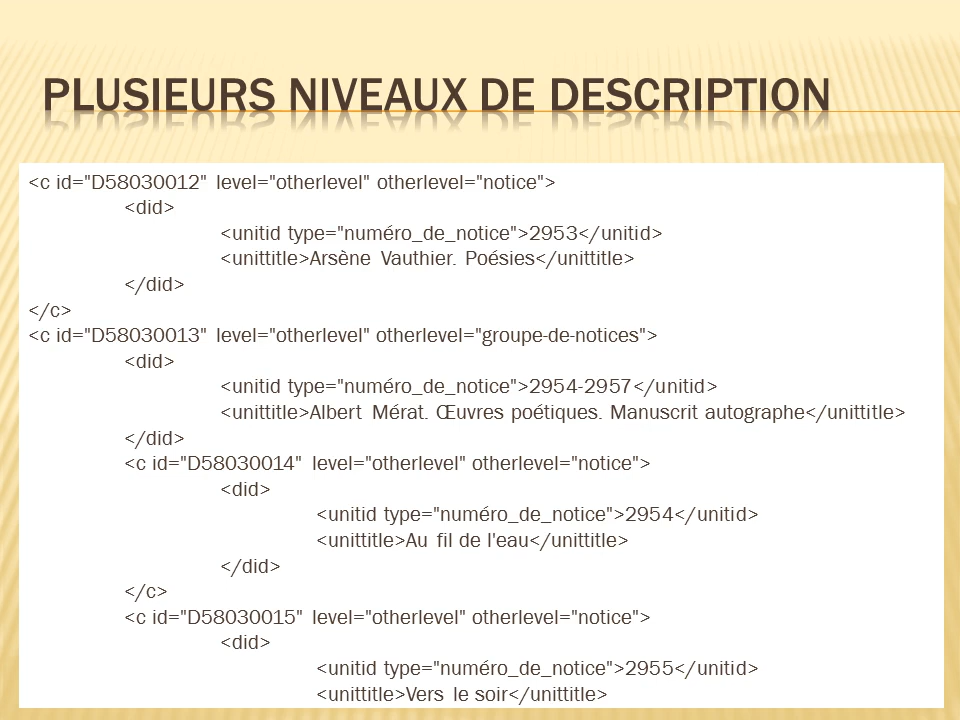 PLUSIEURS NIVEAUX DE DESCRIPTION
<c id="D58030012" level="otherlevel" otherlevel="notice">
<did>
<unitid type="numéro_de_notice">2953</unitid>
<unittitle>Arsène Vauthier. Poésies</unittitle>
</did>
</c>
<c id="D58030013" level="otherlevel" otherlevel="groupe-de-notices">
<did>
<unitid type="numéro_de_notice">2954-2957</unitid>
<unittitle>Albert Mérat. Œuvres poétiques. Manuscrit autographe</unittitle>
</did>
<c id="D58030014" level="otherlevel" otherlevel="notice">
<did>
<unitid type="numéro_de_notice">2954</unitid>
<unittitle>Au fil de l'eau</unittitle>
</did>
</c>
<c id="D58030015" level="otherlevel" otherlevel="notice">
<did>
<unitid type="numéro_de_notice">2955</unitid>
<unittitle>Vers le soir</unittitle>